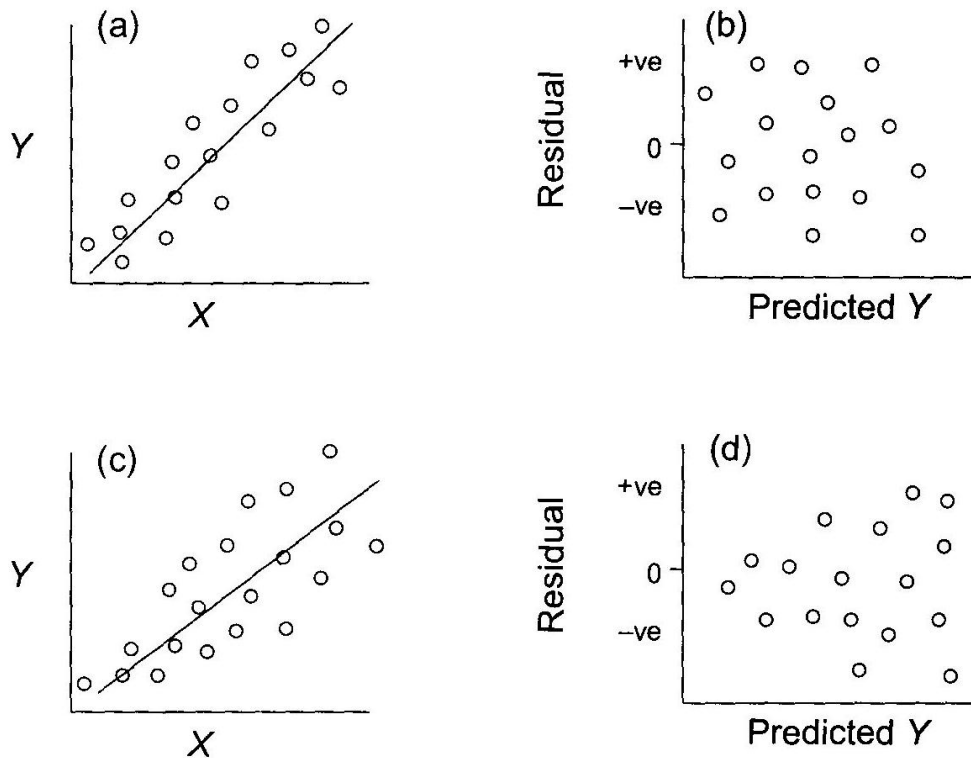 (a)
Y
X
(b)
Residual
+ve
0
–ve
Predicted Y
(c)
Y
X
(d)
Residual
+ve
0
–ve
Predicted Y